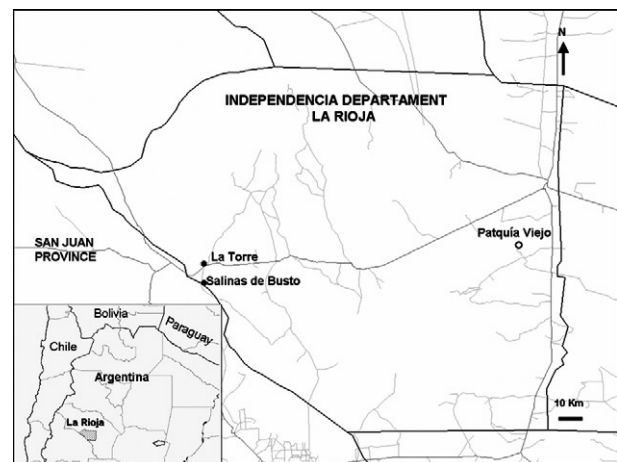 N
INDEPENDENCIA DEPARTAMENT
LA RIOJA
SAN JUAN
PROVINCE
La Torre
Salinas de Busto
Patquía Viejo
10 Km
Bolivia
Paraguay
Chile
Argentina
La Rioja